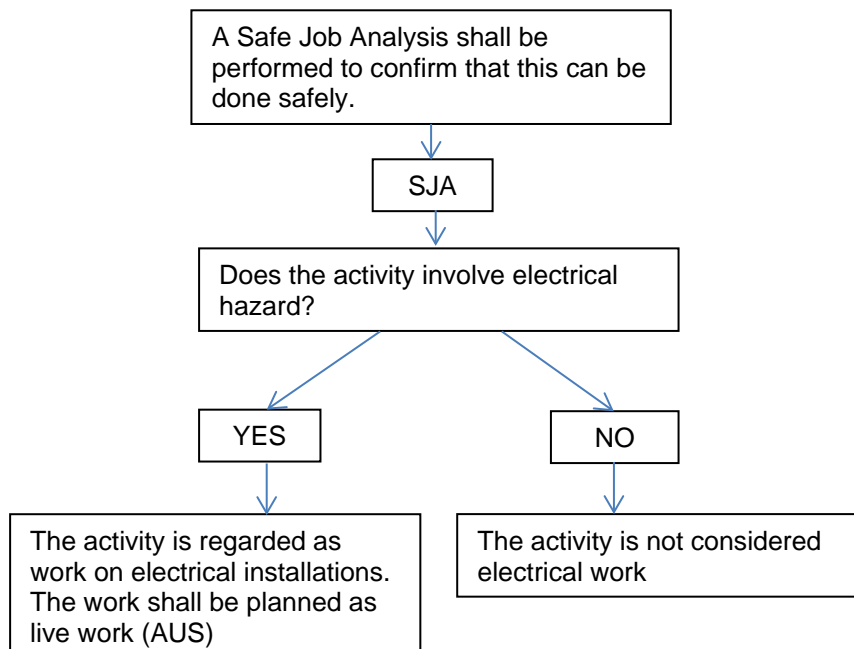 A Safe Job Analysis shall be
performed to confirm that this can be
done safely.
SJA
Does the activity involve electrical
hazard?
YES
NO
The activity is regarded as
work on electrical installations.
The work shall be planned as
live work (AUS)
The activity is not considered
electrical work